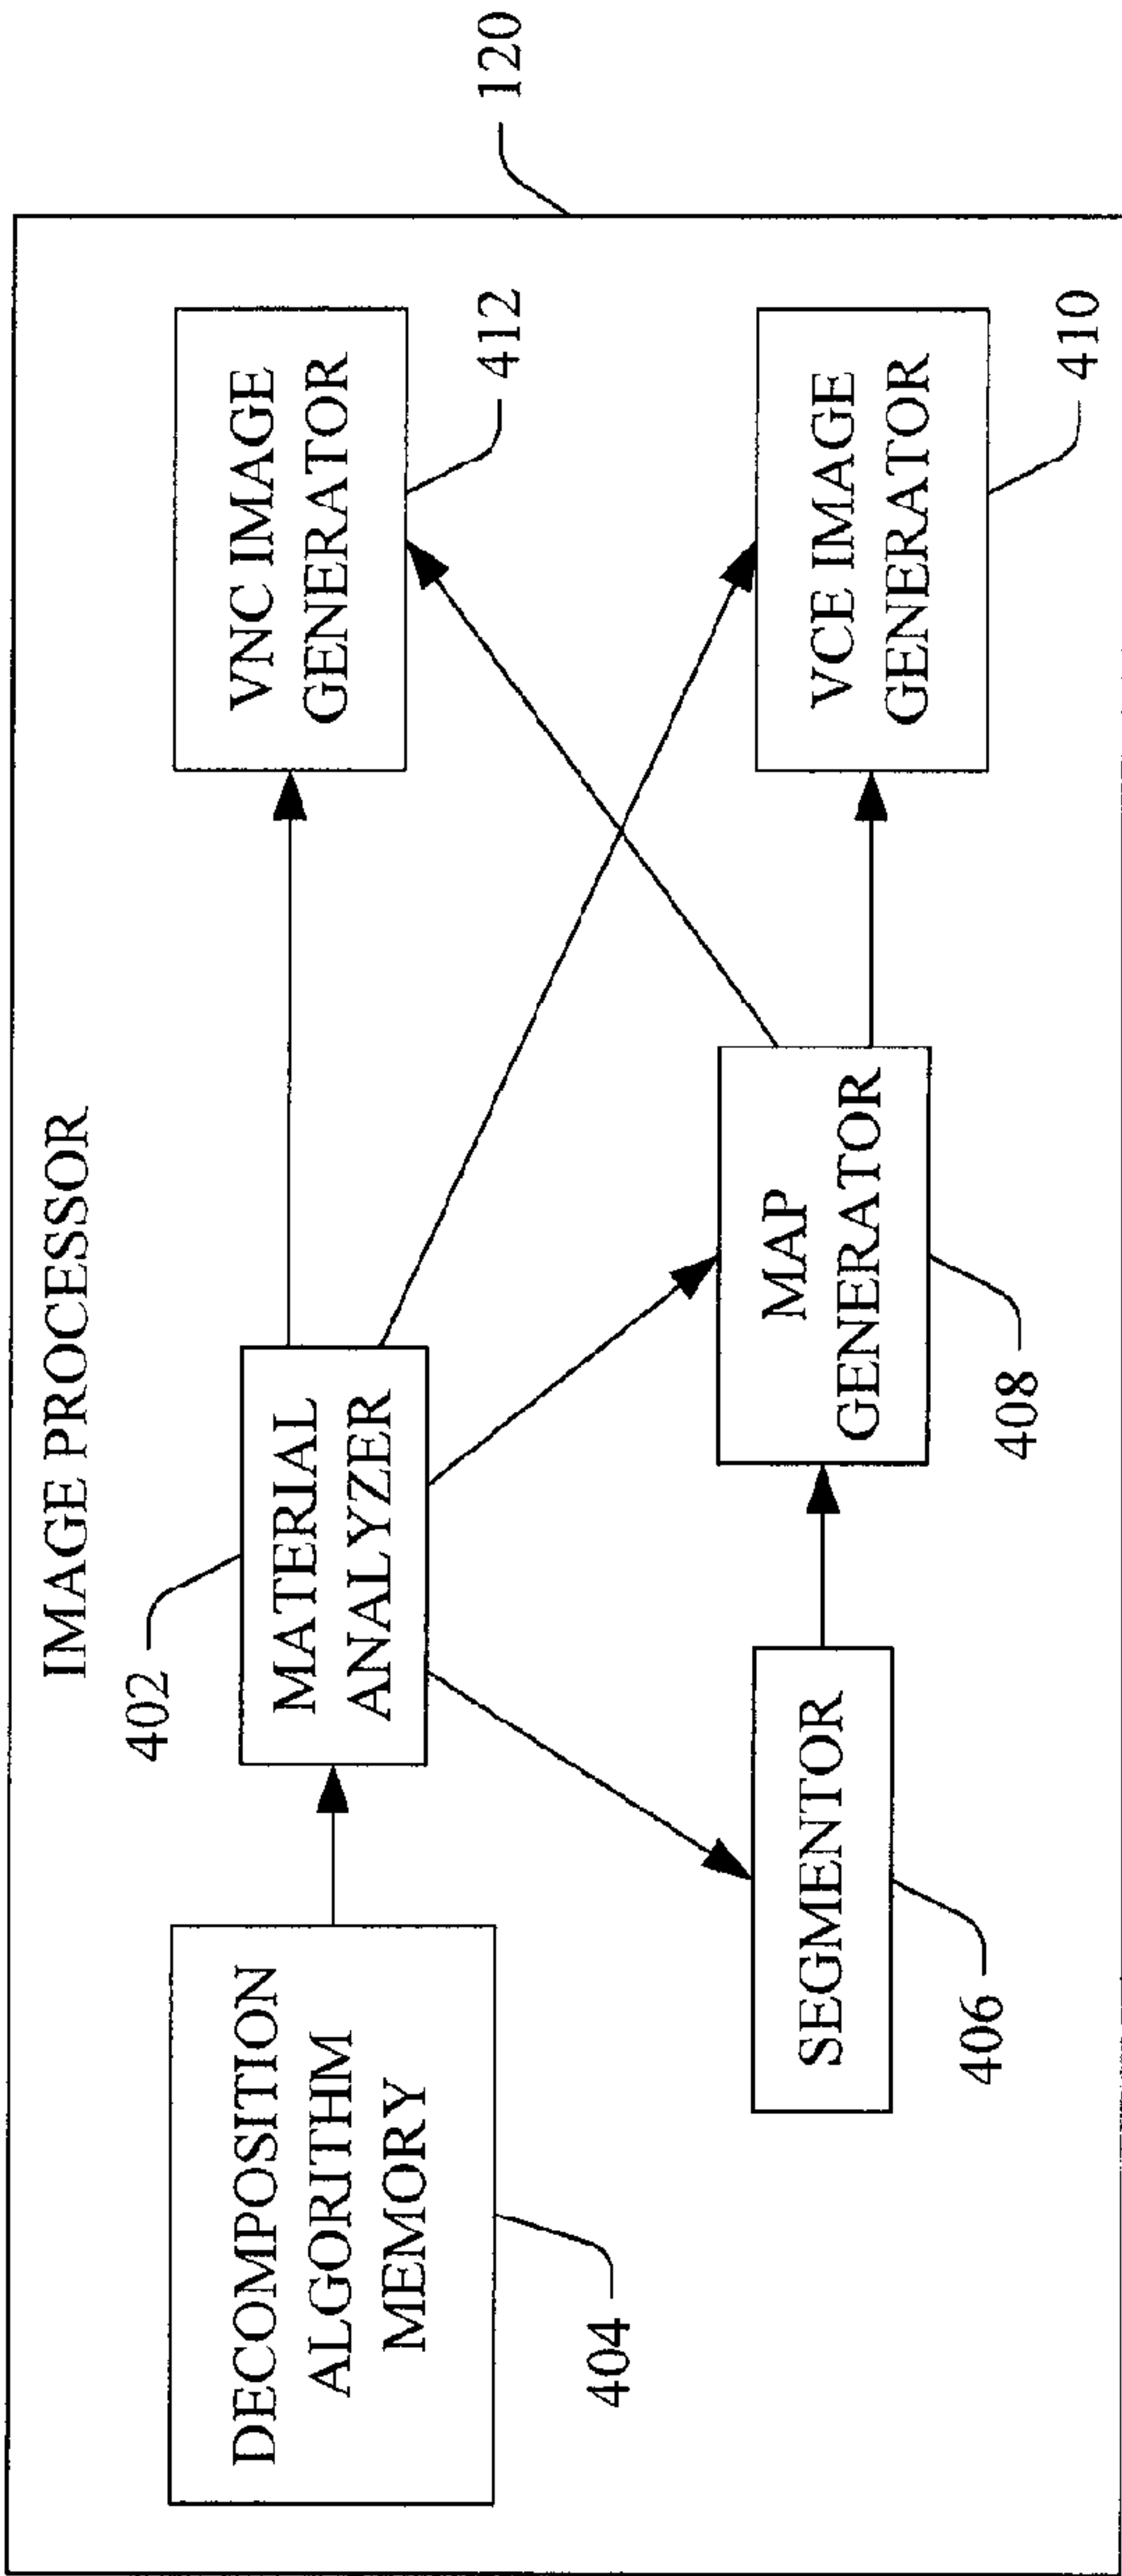 IMAGE PROCESSOR
120
DECOMPOSITION
ALGORITHM
MEMORY
404
402
MATERIAL
ANALYZER
VNC IMAGE
GENERATOR
412
SEGMENTOR
406
MAP
GENERATOR
408
VCE IMAGE
GENERATOR
410